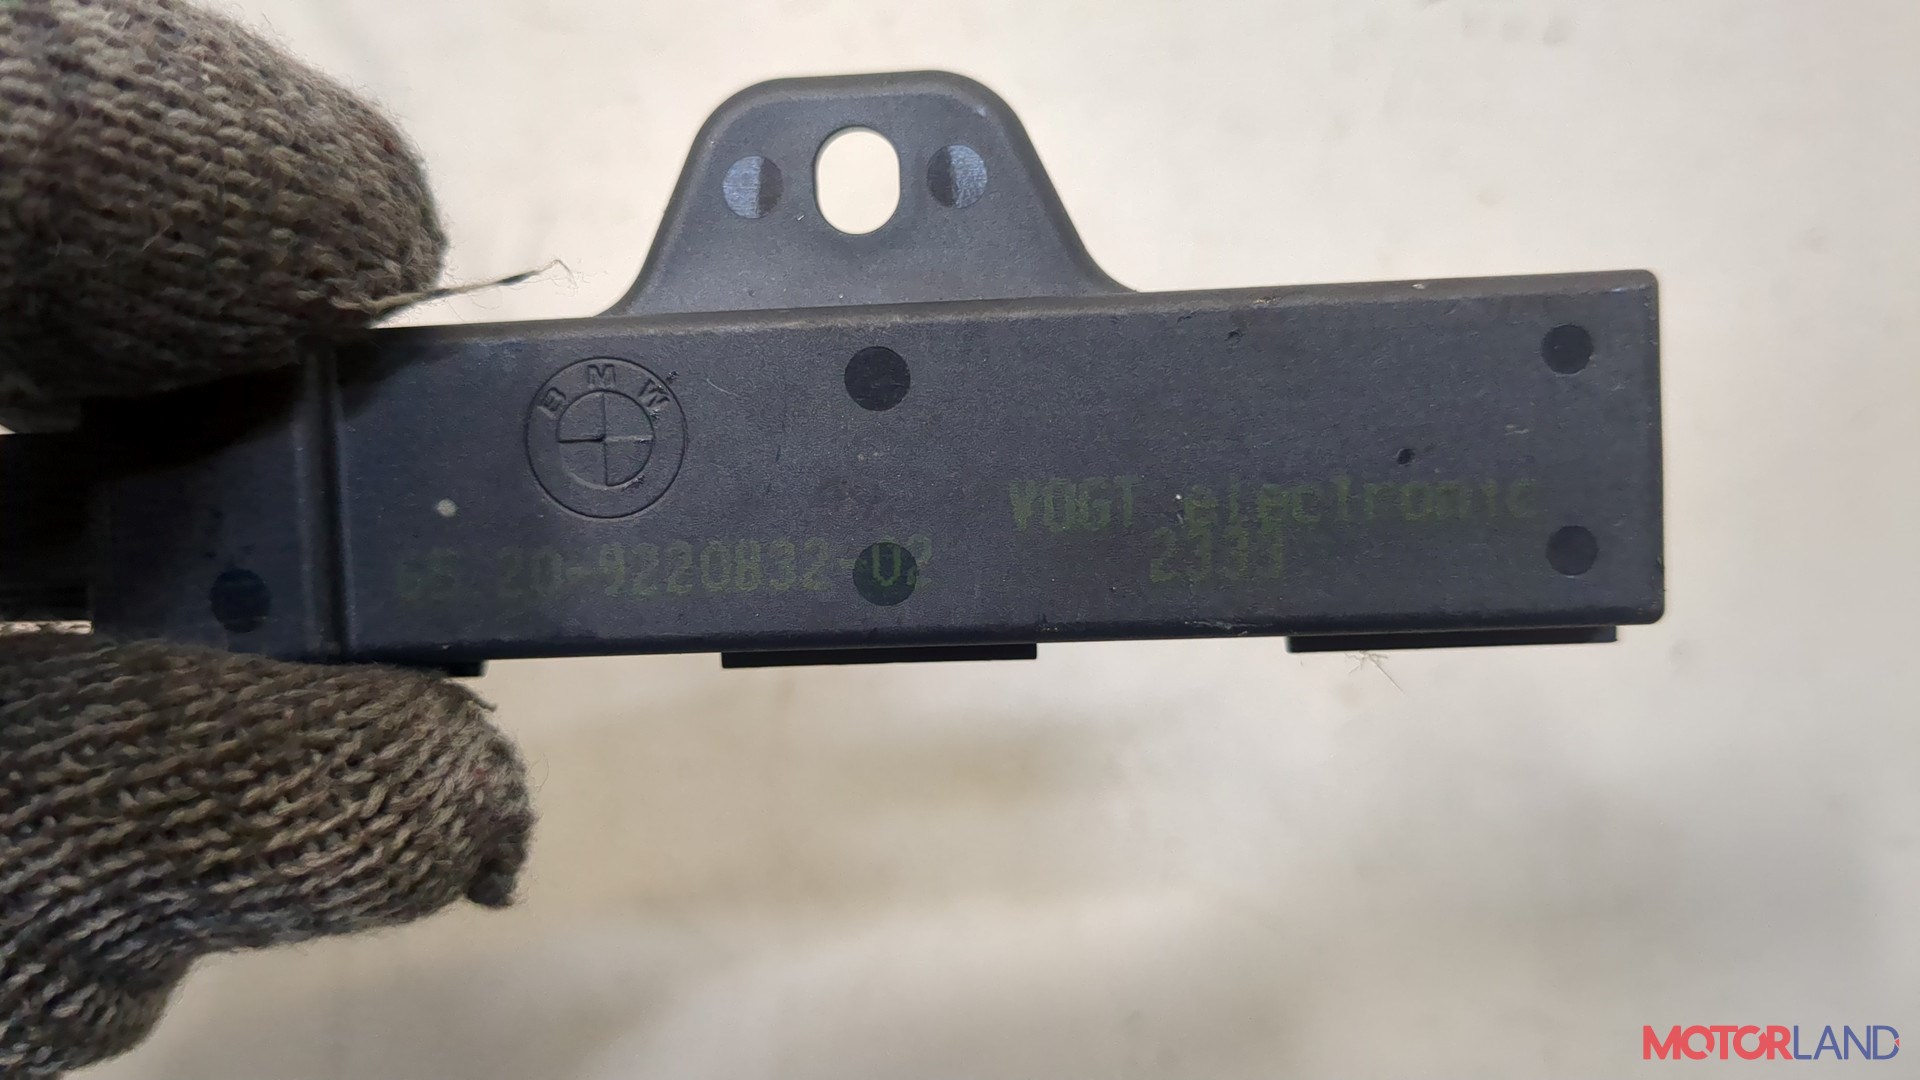 BMW
65.20-9220832-02
VOGT electronic
2333
MOTORLAND